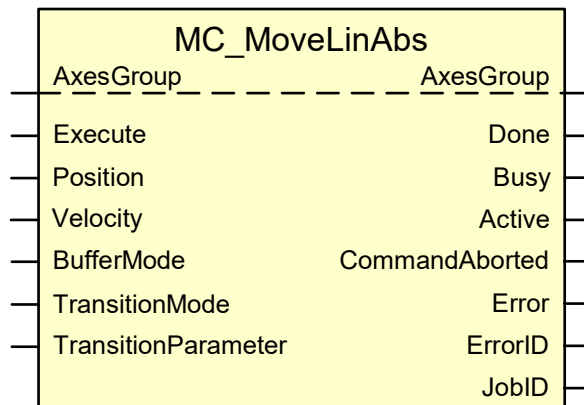 MC_MoveLinAbs
AxesGroup AxesGroup
Execute Done
Position Busy
Velocity Active
BufferMode CommandAborted
TransitionMode Error
TransitionParameter ErrorID
JobID